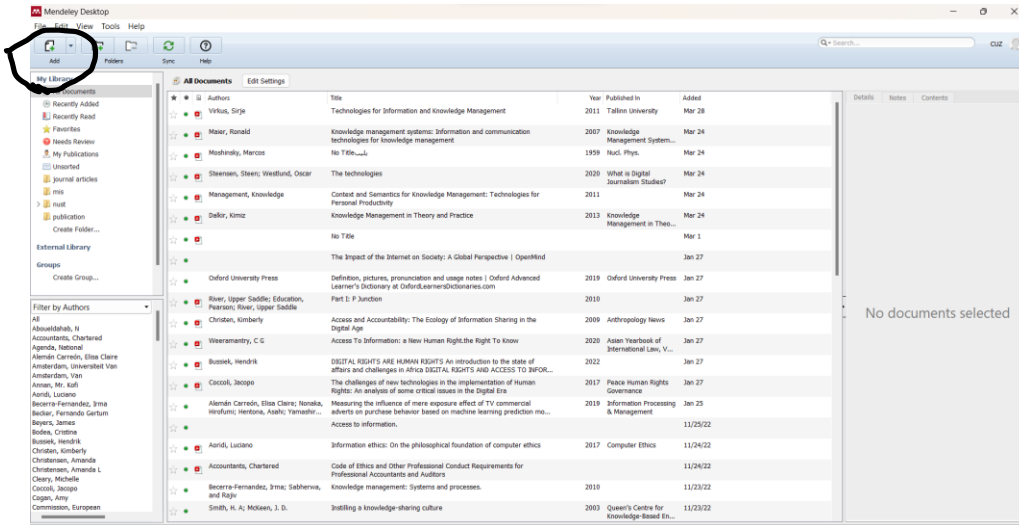 Mendeley Desktop
File Edit View Tools Help
Add Folders Sync Help
Search... cuz
My Library
Documents
Recently Added
Recently Read
Favorites
Needs Review
My Publications
Unsorted
journal articles
mis
nust
publication
Create Folder...
External Library
Groups
Create Group...
Filter by Authors
All
Aboueldahab, N
Accountants, Chartered
Agenda, National
Alemán Carreón, Elisa Claire
Amsterdam, Universiteit Van
Amsterdam, Van
Annan, Mr. Kofi
Aoridi, Luciano
Becerra-Fernandez, Irma
Becker, Fernando Gertum
Beyers, James
Bodea, Cristina
Bussiek, Hendrik
Christen, Kimberly
Christensen, Amanda
Christensen, Amanda L
Cleary, Michelle
Coccoli, Jacopo
Cogan, Amy
Commission, European
All Documents Edit Settings
Authors Title Year Published In Added
Virkus, Sirje Technologies for Information and Knowledge Management 2011 Tallinn University Mar 28
Maier, Ronald Knowledge management systems: Information and communication 2007 Knowledge Mar 24
technologies for knowledge management Management System...
Moshinsky, Marcos No Title 1959 Nucl. Phys. Mar 24
Steensen, Steen; Westlund, Oscar The technologies 2020 What is Digital Mar 24
Journalism Studies?
Management, Knowledge Context and Semantics for Knowledge Management: Technologies for 2011 Mar 24
Personal Productivity
Dalkir, Kimiz Knowledge Management in Theory and Practice 2013 Knowledge Mar 24
Management in Theo...
No Title Mar 1
The Impact of the Internet on Society: A Global Perspective | OpenMind Jan 27
Oxford University Press Definition, pictures, pronunciation and usage notes | Oxford Advanced 2019 Oxford University Press Jan 27
Learner's Dictionary at OxfordLearnersDictionaries.com
River, Upper Saddle; Education, Part I: P Junction 2010 Jan 27
Pearson; River, Upper Saddle
Christen, Kimberly Access and Accountability: The Ecology of Information Sharing in the 2009 Anthropology News Jan 27
Digital Age
Weeramantry, C G Access To Information: a New Human Right.the Right To Know 2020 Asian Yearbook of Jan 27
International Law, V...
Bussiek, Hendrik DIGITAL RIGHTS ARE HUMAN RIGHTS An introduction to the state of 2022 Jan 27
affairs and challenges in Africa DIGITAL RIGHTS AND ACCESS TO INFOR...
Coccoli, Jacopo The challenges of new technologies in the implementation of Human 2017 Peace Human Rights Jan 27
Rights: An analysis of some critical issues in the Digital Era Governance
Alemán Carreón, Elisa Claire; Nonaka, Measuring the influence of mere exposure effect of TV commercial 2019 Information Processing Jan 25
Hirofumi; Hentona, Asahi; Yamashir... adverts on purchase behavior based on machine learning prediction mo... & Management
Access to information. 11/25/22
Aoridi, Luciano Information ethics: On the philosophical foundation of computer ethics 2017 Computer Ethics 11/24/22
Accountants, Chartered Code of Ethics and Other Professional Conduct Requirements for 11/24/22
Professional Accountants and Auditors
Becerra-Fernandez, Irma; Sabherwa, Knowledge management: Systems and processes. 2010 11/23/22
and Rajiv
Smith, H. A; McKeen, J. D. Instilling a knowledge-sharing culture 2003 Queen's Centre for 11/23/22
Knowledge-Based En...
Details Notes Contents
No documents selected